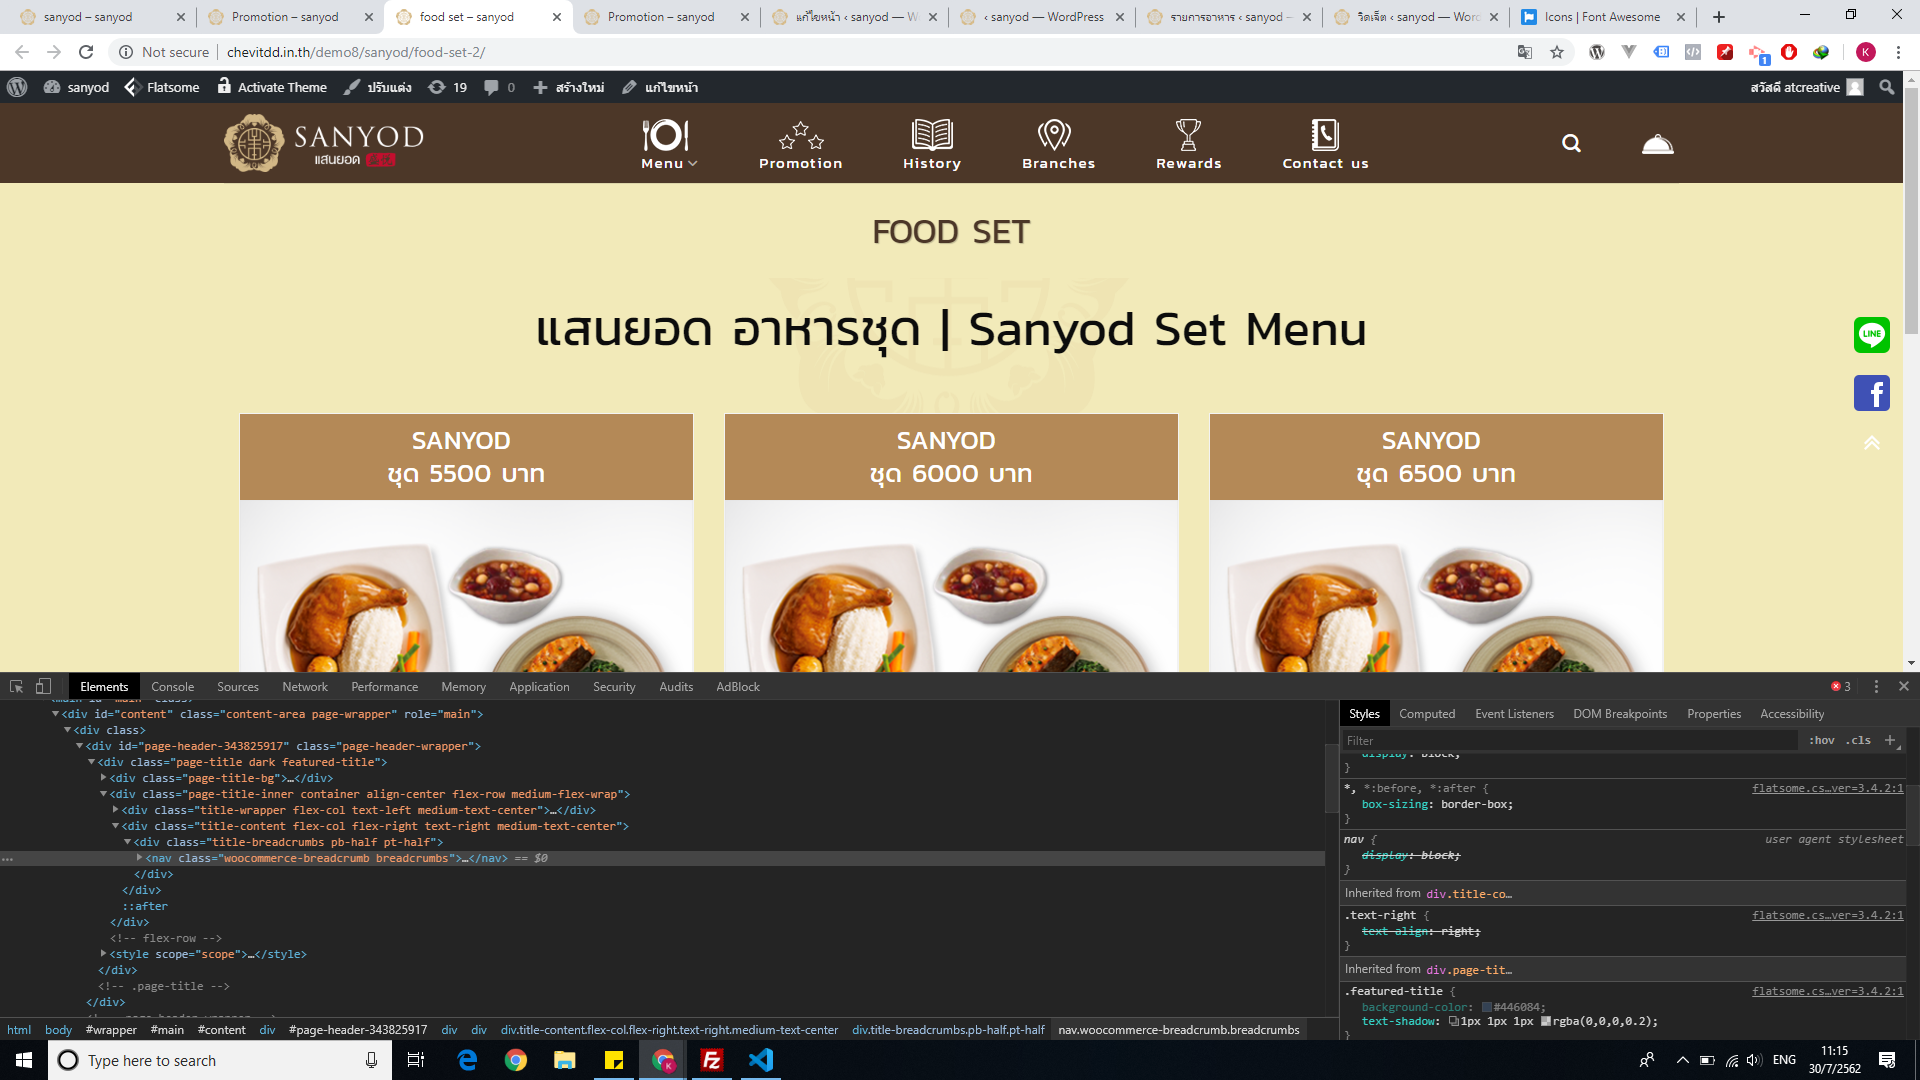 sanyod – sanyod
Promotion – sanyod
food set – sanyod
Promotion – sanyod
แก้ไขหน้า ‹ sanyod — W
‹ sanyod — WordPress
รายการอาหาร ‹ sanyod –
วิดเจ็ต ‹ sanyod — Word
Icons | Font Awesome
Not secure | chevitdd.in.th/demo8/sanyod/food-set-2/
K
1
sanyod Flatsome Activate Theme ปรับแต่ง 19 0 สร้างใหม่ แก้ไขหน้า
สวัสดี atcreative
SANYOD
แสนยอด
Menu Promotion History Branches Rewards Contact us
FOOD SET
แสนยอด อาหารชุด | Sanyod Set Menu
LINE
f
SANYOD
ชุด 5500 บาท
SANYOD
ชุด 6000 บาท
SANYOD
ชุด 6500 บาท
Elements Console Sources Network Performance Memory Application Security Audits AdBlock
3
<div id="content" class="content-area page-wrapper" role="main">
<div class>
<div id="page-header-343825917" class="page-header-wrapper">
<div class="page-title dark featured-title">
<div class="page-title-bg">…</div>
<div class="page-title-inner container align-center flex-row medium-flex-wrap">
<div class="title-wrapper flex-col text-left medium-text-center">…</div>
<div class="title-content flex-col flex-right text-right medium-text-center">
<div class="title-breadcrumbs pb-half pt-half">
<nav class="woocommerce-breadcrumb breadcrumbs">…</nav> == $0
</div>
</div>
::after
</div>
<!-- flex-row -->
<style scope="scope">…</style>
</div>
<!-- .page-title -->
</div>
html body #wrapper #main #content div #page-header-343825917 div div div.title-content.flex-col.flex-right.text-right.medium-text-center div.title-breadcrumbs.pb-half.pt-half nav.woocommerce-breadcrumb.breadcrumbs
Styles Computed Event Listeners DOM Breakpoints Properties Accessibility
Filter :hov .cls +
display: block;
}
*, *:before, *:after { flatsome.cs…ver=3.4.2:1
box-sizing: border-box;
}
nav { user agent stylesheet
display: block;
}
Inherited from div.title-co…
.text-right { flatsome.cs…ver=3.4.2:1
text-align: right;
}
Inherited from div.page-tit…
.featured-title { flatsome.cs…ver=3.4.2:1
background-color: #446084;
text-shadow: 1px 1px 1px rgba(0,0,0,0.2);
}
Type here to search
ENG
11:15
30/7/2562